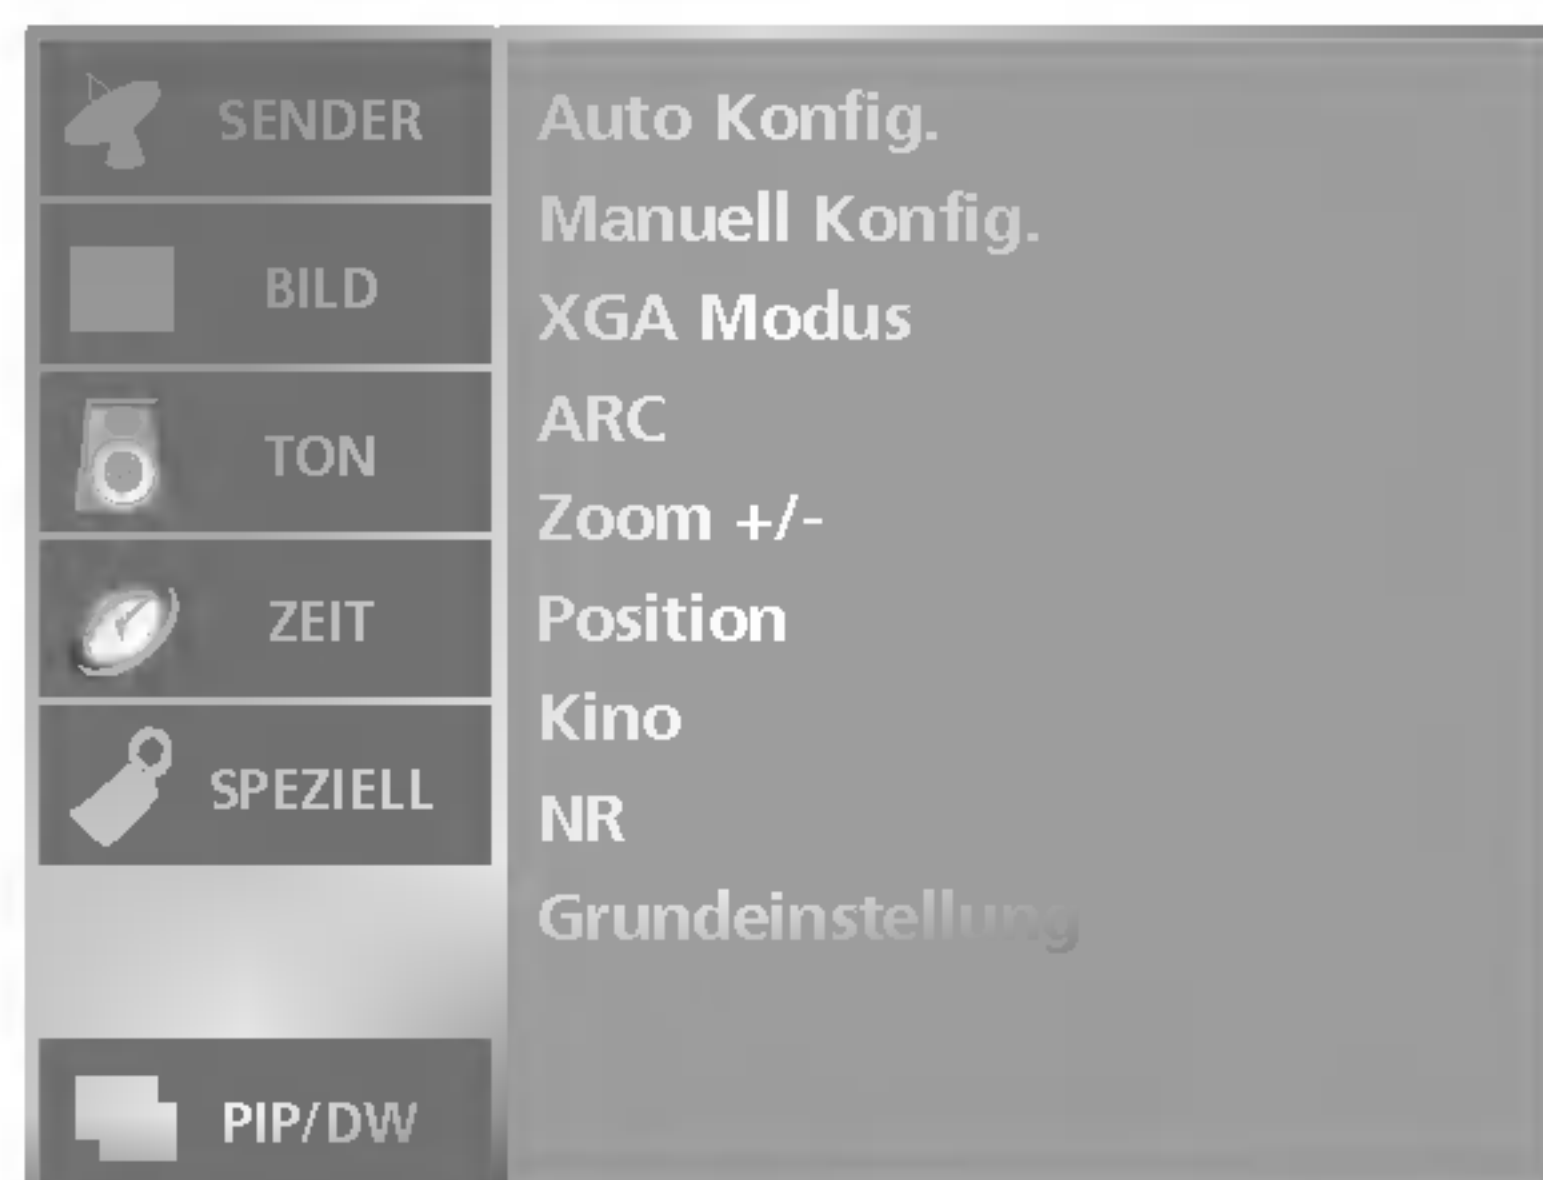 SENDER
BILD
TON
ZEIT
SPEZIELL
PIP/DW
Auto Konfig.
Manuell Konfig.
XGA Modus
ARC
Zoom +/-
Position
Kino
NR
Grundeinstellung